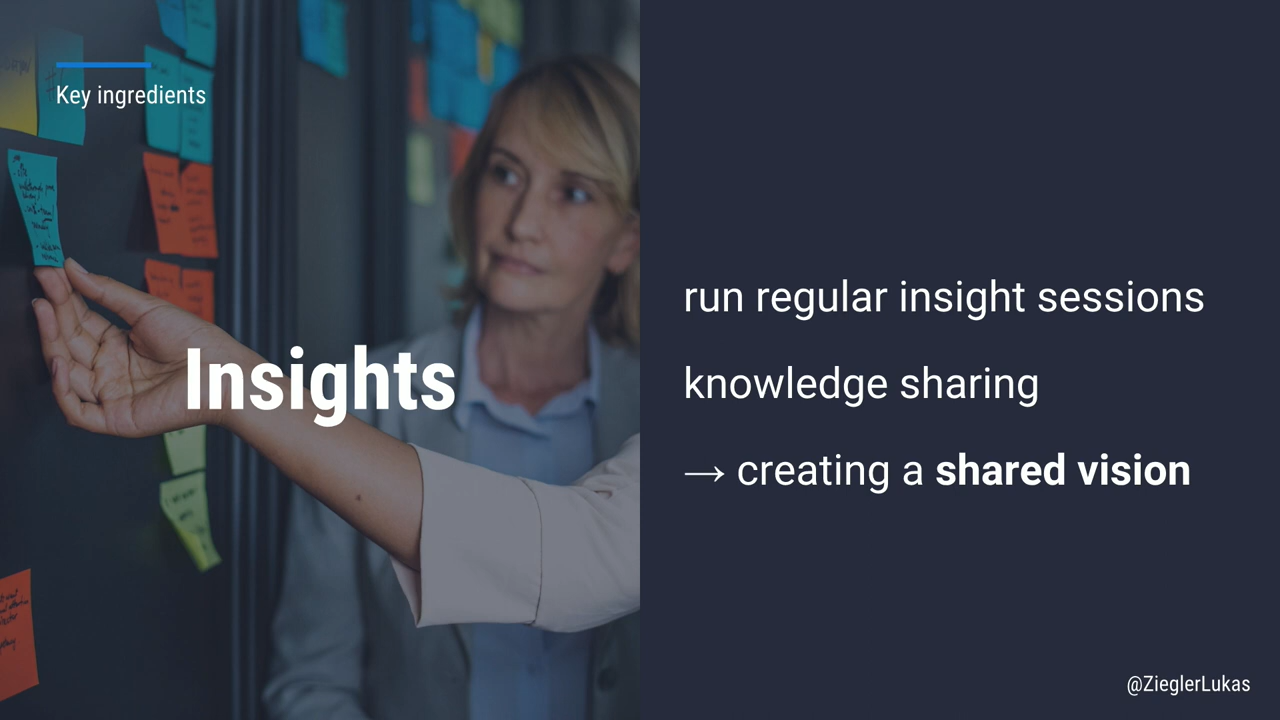 Key ingredients
Insights
run regular insight sessions
knowledge sharing
→ creating a shared vision
@ZieglerLukas